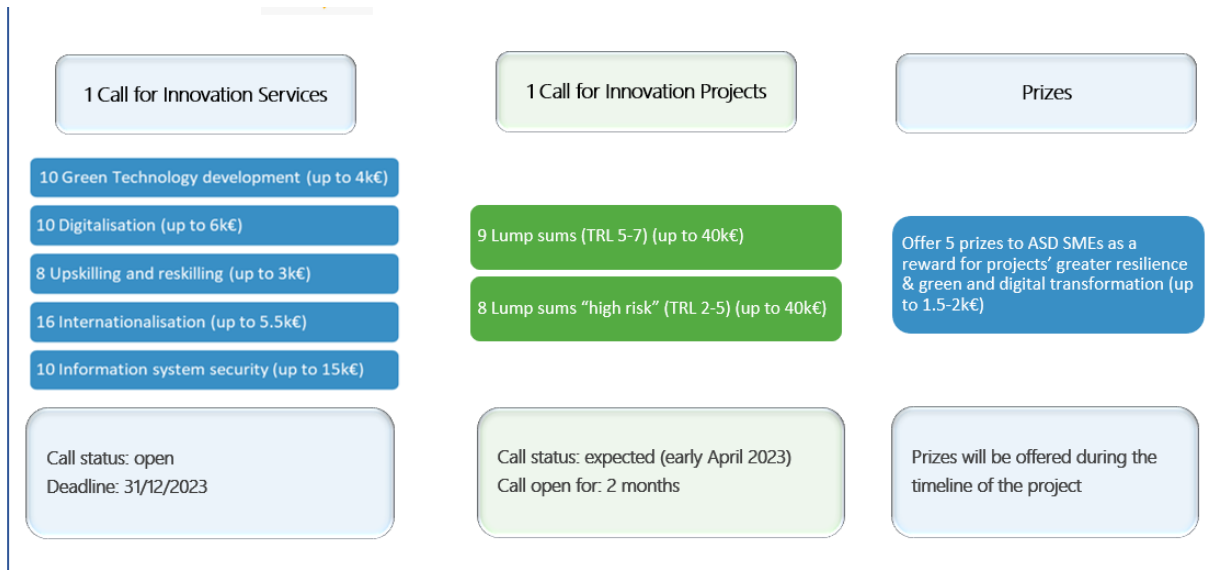 1 Call for Innovation Services
10 Green Technology development (up to 4k€)
10 Digitalisation (up to 6k€)
8 Upskilling and reskilling (up to 3k€)
16 Internationalisation (up to 5.5k€)
10 Information system security (up to 15k€)
Call status: open
Deadline: 31/12/2023
1 Call for Innovation Projects
9 Lump sums (TRL 5-7) (up to 40k€)
8 Lump sums “high risk” (TRL 2-5) (up to 40k€)
Call status: expected (early April 2023)
Call open for: 2 months
Prizes
Offer 5 prizes to ASD SMEs as a
reward for projects’ greater resilience
& green and digital transformation (up
to 1.5-2k€)
Prizes will be offered during the
timeline of the project